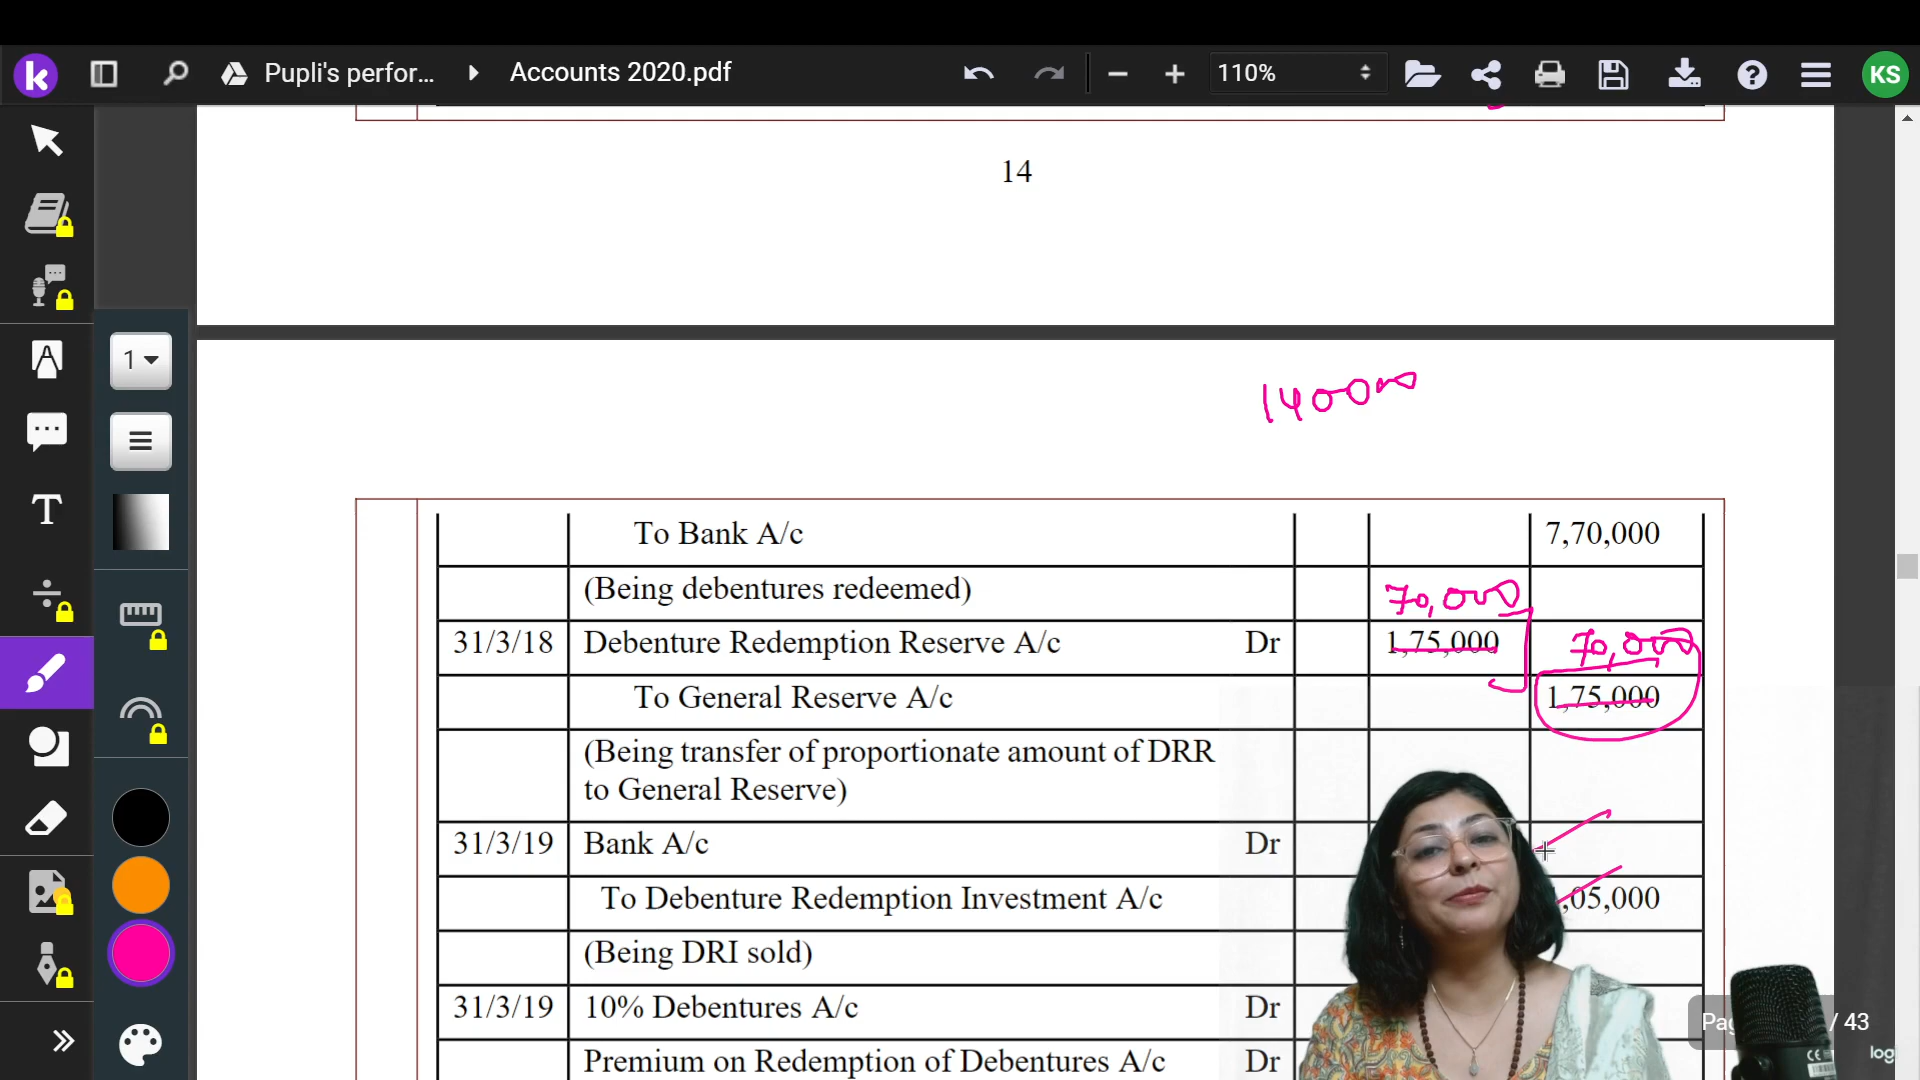 k Pupli's perfor... Accounts 2020.pdf 110% KS
14
1
140000
To Bank A/c 7,70,000
(Being debentures redeemed)
70,000
31/3/18 Debenture Redemption Reserve A/c Dr 1,75,000
70,000
To General Reserve A/c 1,75,000
(Being transfer of proportionate amount of DRR
to General Reserve)
31/3/19 Bank A/c Dr
To Debenture Redemption Investment A/c ,05,000
(Being DRI sold)
31/3/19 10% Debentures A/c Dr
/ 43
Premium on Redemption of Debentures A/c Dr